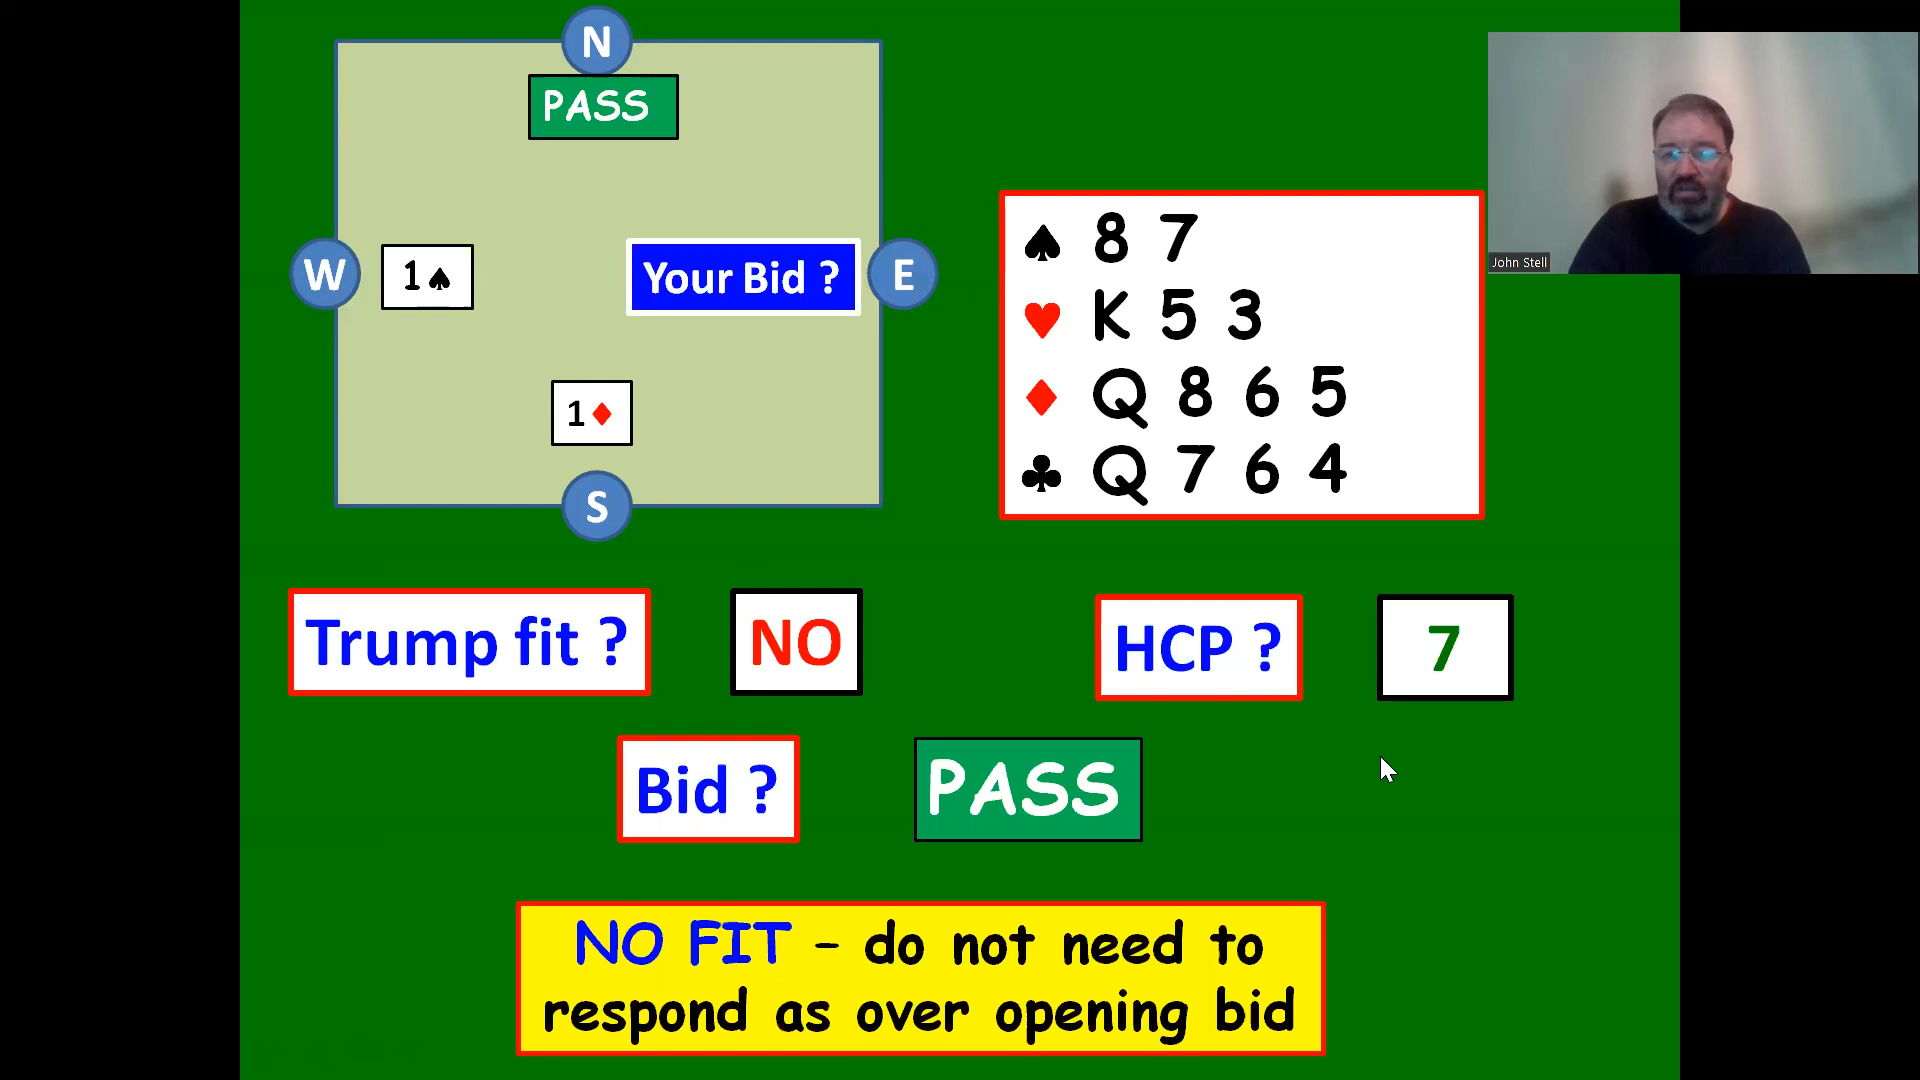 N
PASS
W
1♠
Your Bid ?
E
1♦
S
♠ 8 7
♥ K 5 3
♦ Q 8 6 5
♣ Q 7 6 4
John Stell
Trump fit ?
NO
HCP ?
7
Bid ?
PASS
NO FIT – do not need to
respond as over opening bid